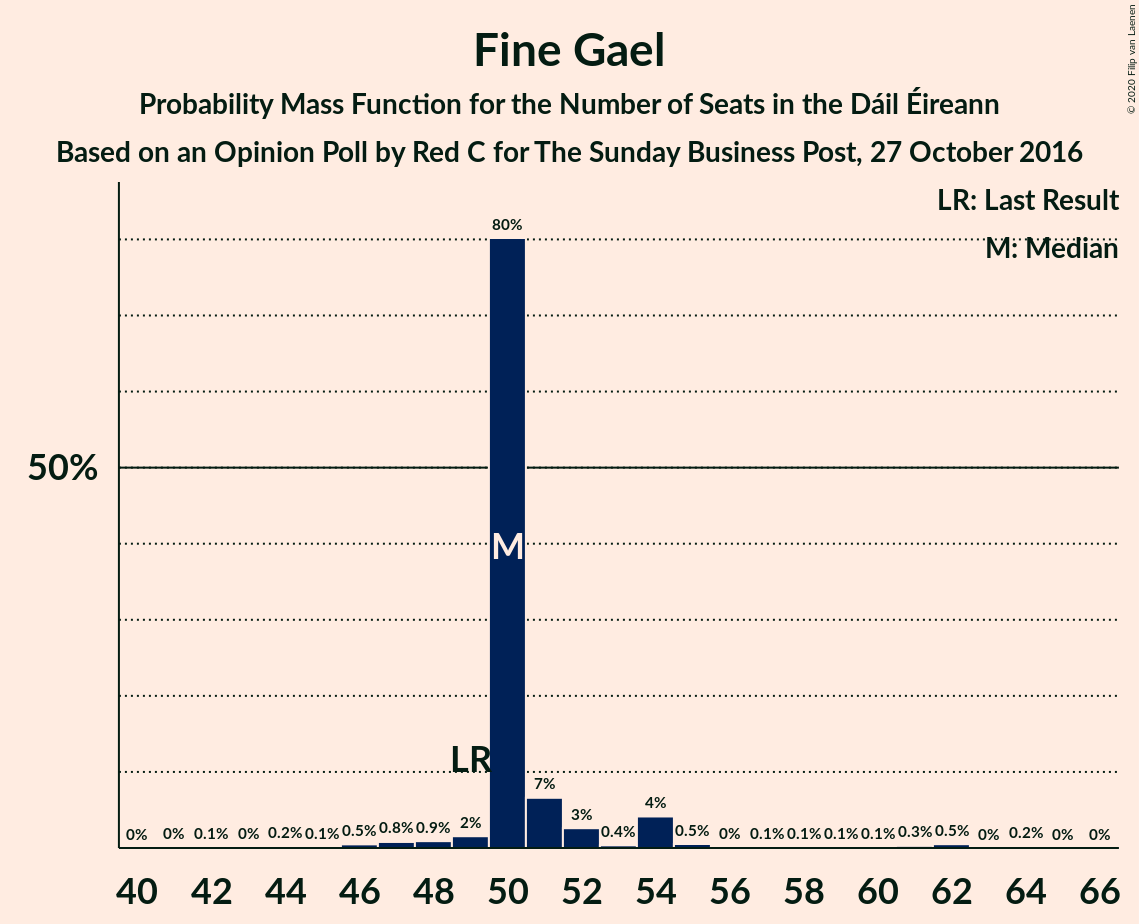 Fine Gael
Probability Mass Function for the Number of Seats in the Dáil Éireann
Based on an Opinion Poll by Red C for The Sunday Business Post, 27 October 2016
© 2020 Filip van Laenen
LR: Last Result
M: Median
50%
80%
M
LR
0% 0% 0.1% 0% 0.2% 0.1% 0.5% 0.8% 0.9% 2% 7% 3% 0.4% 4% 0.5% 0% 0.1% 0.1% 0.1% 0.1% 0.3% 0.5% 0% 0.2% 0% 0%
40 42 44 46 48 50 52 54 56 58 60 62 64 66